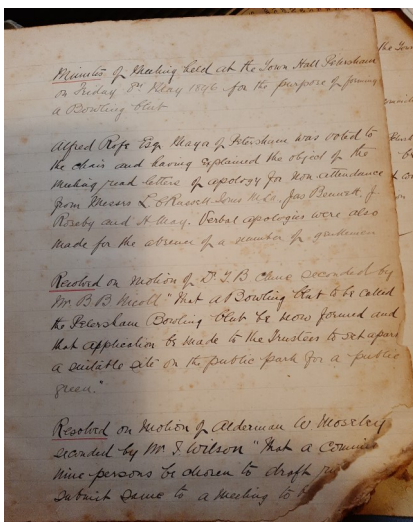 Minutes of Meeting held at the Town Hall Petersham
on Friday 8th May 1896 for the purpose of forming
a Bowling Club
Alfred Rofe Esq. Mayor of Petersham was voted to
the chair and having explained the object of the
meeting read letters of apology for non attendance
from Messrs Jas Bennett, J
Roseby and H. May. Verbal apologies were also
made for the absence of a number of gentlemen
Resolved on motion of Dr T B Clune seconded by
Mr B B Nicoll "That a Bowling Club to be called
the Petersham Bowling Club be now formed and
that application be made to the Trustees to set apart
a suitable site on the public park for a public
green."
Resolved on Motion of Alderman W. Moseley
seconded by Mr J. Wilson "That a
nine persons be chosen to draft
submit same to a meeting to